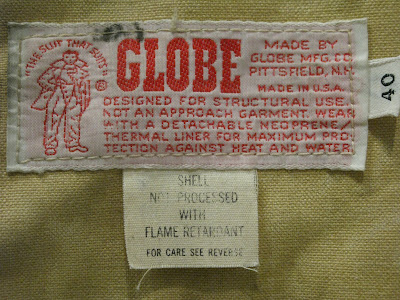 "THE SUIT THAT SUITS"
GLOBE
®
MADE BY
GLOBE MFG. CO.
PITTSFIELD, N.H.
MADE IN U.S.A.
DESIGNED FOR STRUCTURAL USE.
NOT AN APPROACH GARMENT. WEAR
WITH A DETACHABLE NEOPRENE/
THERMAL LINER FOR MAXIMUM PRO-
TECTION AGAINST HEAT AND WATER.
40
SHELL
NOT PROCESSED
WITH
FLAME RETARDANT
FOR CARE SEE REVERSE